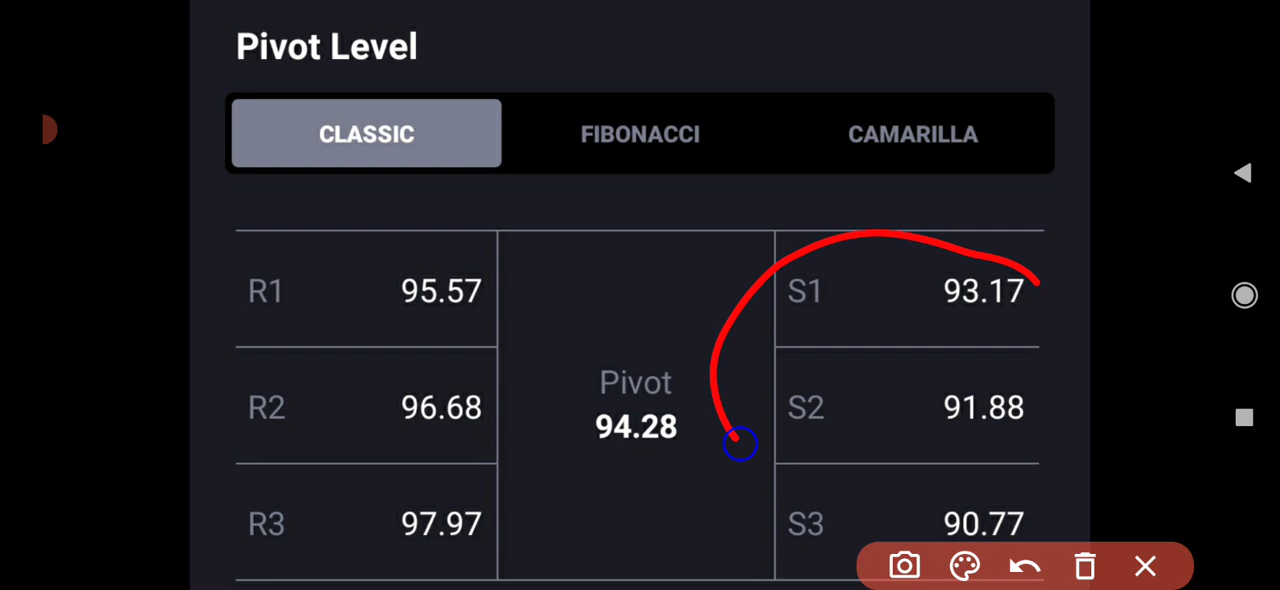 Pivot Level
CLASSIC FIBONACCI CAMARILLA
R1 95.57 S1 93.17
Pivot
R2 96.68 94.28 S2 91.88
R3 97.97 S3 90.77